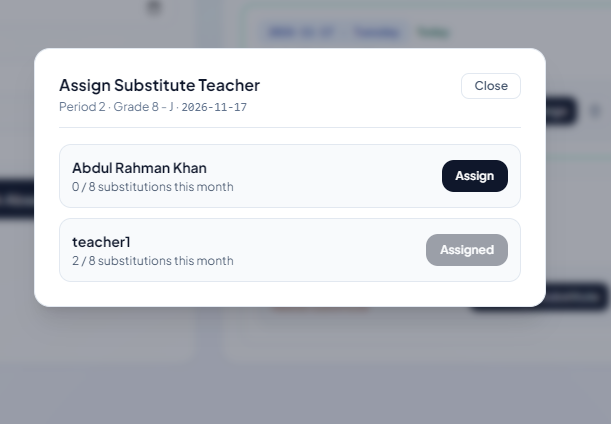 Assign Substitute Teacher
Close
Period 2 · Grade 8 - J · 2026-11-17
Abdul Rahman Khan
0 / 8 substitutions this month
Assign
teacher1
2 / 8 substitutions this month
Assigned